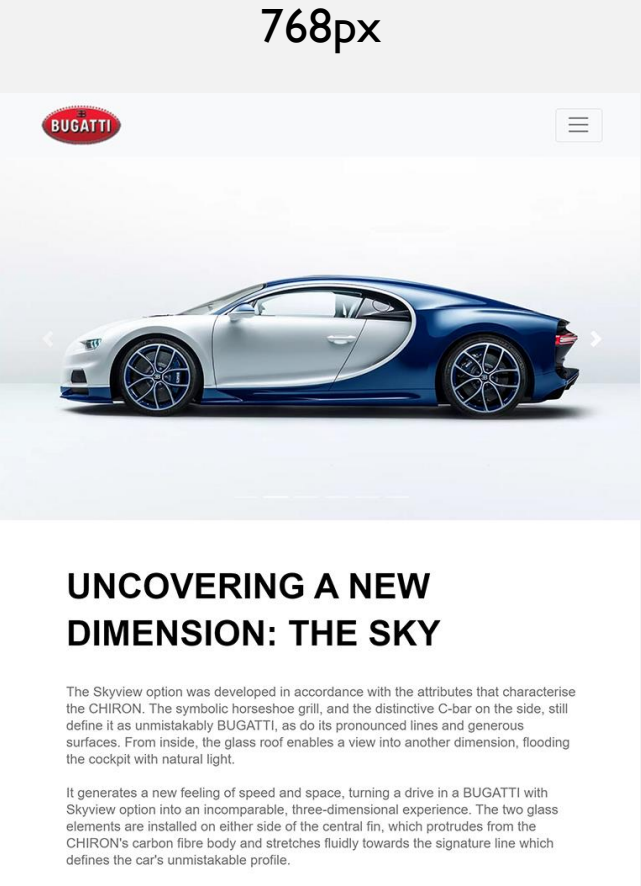 768px
BUGATTI
UNCOVERING A NEW
DIMENSION: THE SKY
The Skyview option was developed in accordance with the attributes that characterise
the CHIRON. The symbolic horseshoe grill, and the distinctive C-bar on the side, still
define it as unmistakably BUGATTI, as do its pronounced lines and generous
surfaces. From inside, the glass roof enables a view into another dimension, flooding
the cockpit with natural light.
It generates a new feeling of speed and space, turning a drive in a BUGATTI with
Skyview option into an incomparable, three-dimensional experience. The two glass
elements are installed on either side of the central fin, which protrudes from the
CHIRON's carbon fibre body and stretches fluidly towards the signature line which
defines the car's unmistakable profile.